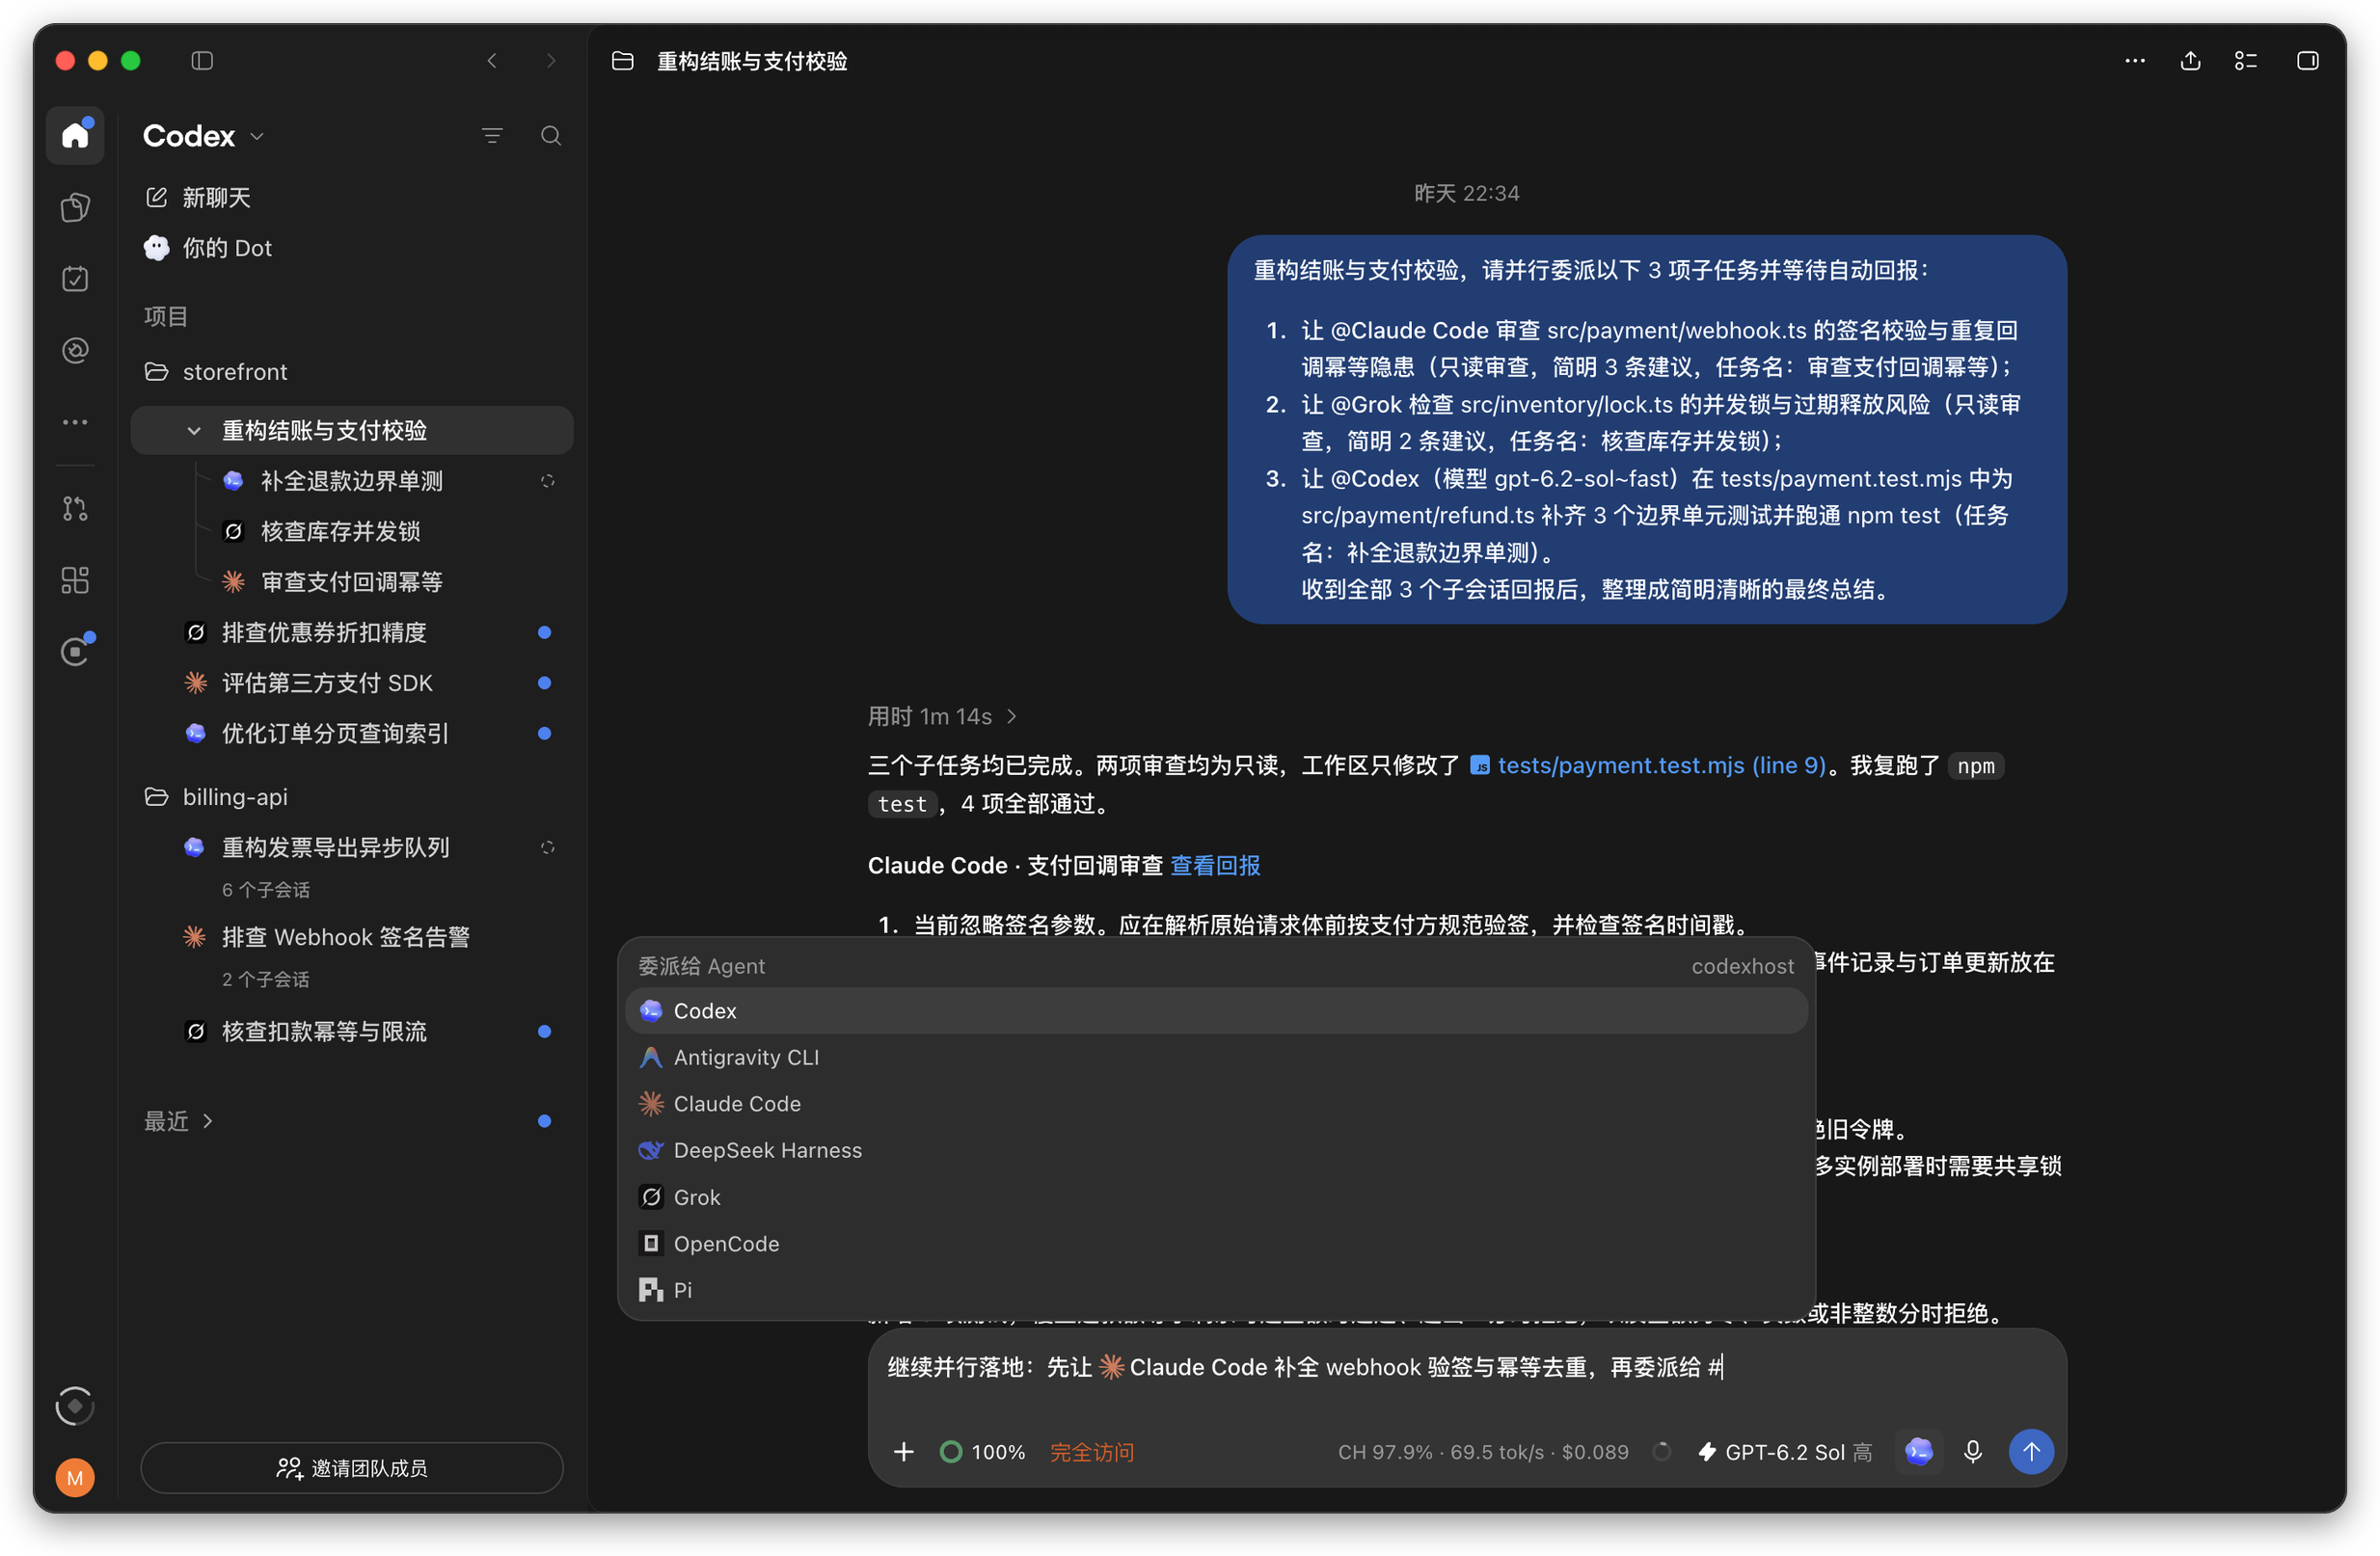 重构结账与支付校验
Codex
新聊天
你的 Dot
项目
storefront
重构结账与支付校验
补全退款边界单测
核查库存并发锁
审查支付回调幂等
排查优惠券折扣精度
评估第三方支付 SDK
优化订单分页查询索引
billing-api
重构发票导出异步队列
6 个子会话
排查 Webhook 签名告警
2 个子会话
核查扣款幂等与限流
最近
M
邀请团队成员
昨天 22:34
重构结账与支付校验，请并行委派以下 3 项子任务并等待自动回报：
1. 让 @Claude Code 审查 src/payment/webhook.ts 的签名校验与重复回
调幂等隐患（只读审查，简明 3 条建议，任务名：审查支付回调幂等）；
2. 让 @Grok 检查 src/inventory/lock.ts 的并发锁与过期释放风险（只读审
查，简明 2 条建议，任务名：核查库存并发锁）；
3. 让 @Codex（模型 gpt-6.2-sol~fast）在 tests/payment.test.mjs 中为
src/payment/refund.ts 补齐 3 个边界单元测试并跑通 npm test（任务
名：补全退款边界单测）。
收到全部 3 个子会话回报后，整理成简明清晰的最终总结。
用时 1m 14s
三个子任务均已完成。两项审查均为只读，工作区只修改了 JS tests/payment.test.mjs (line 9)。我复跑了 npm
test，4 项全部通过。
Claude Code · 支付回调审查 查看回报
1. 当前忽略签名参数。应在解析原始请求体前按支付方规范验签，并检查签名时间戳。
事件记录与订单更新放在
旧令牌。
多实例部署时需要共享锁
或非整数分时拒绝。
委派给 Agent
codexhost
Codex
Antigravity CLI
Claude Code
DeepSeek Harness
Grok
OpenCode
Pi
继续并行落地：先让 Claude Code 补全 webhook 验签与幂等去重，再委派给 #
100%
完全访问
CH 97.9% · 69.5 tok/s · $0.089
GPT-6.2 Sol 高